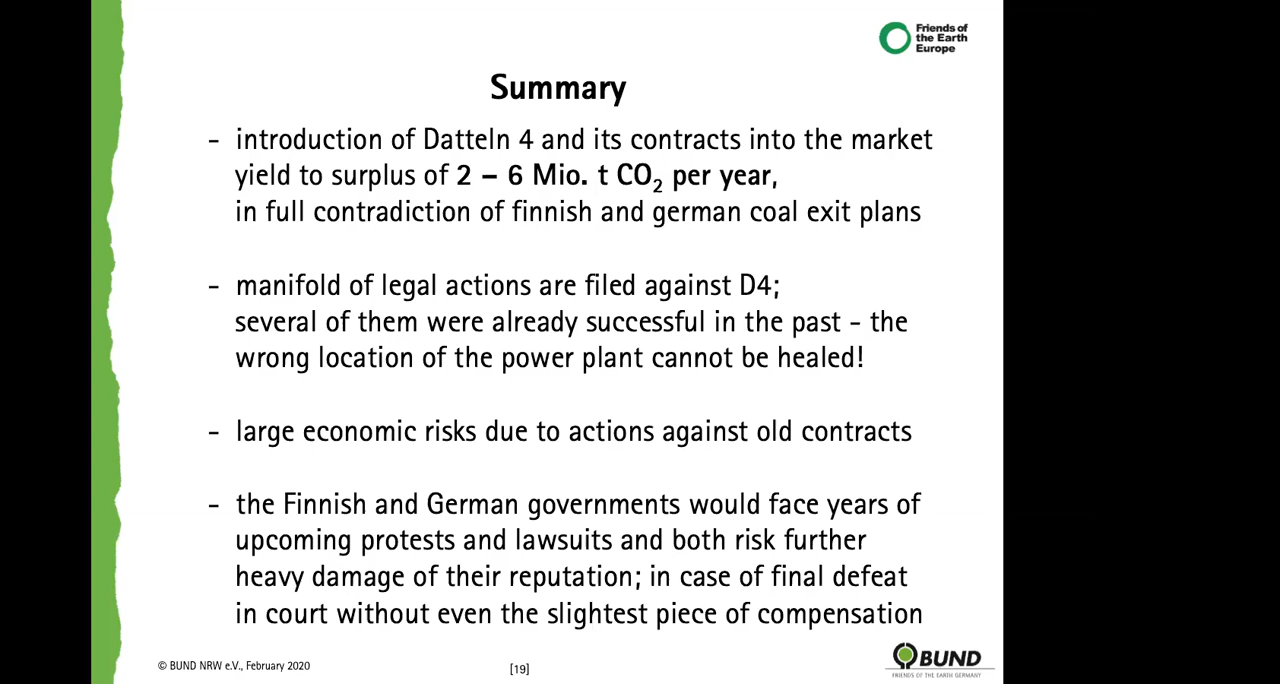 Friends of
the Earth
Europe
Summary
- introduction of Datteln 4 and its contracts into the market
yield to surplus of 2 – 6 Mio. t CO₂ per year,
in full contradiction of finnish and german coal exit plans
- manifold of legal actions are filed against D4;
several of them were already successful in the past - the
wrong location of the power plant cannot be healed!
- large economic risks due to actions against old contracts
- the Finnish and German governments would face years of
upcoming protests and lawsuits and both risk further
heavy damage of their reputation; in case of final defeat
in court without even the slightest piece of compensation
© BUND NRW e.V., February 2020
[19]
BUND
FRIENDS OF THE EARTH GERMANY